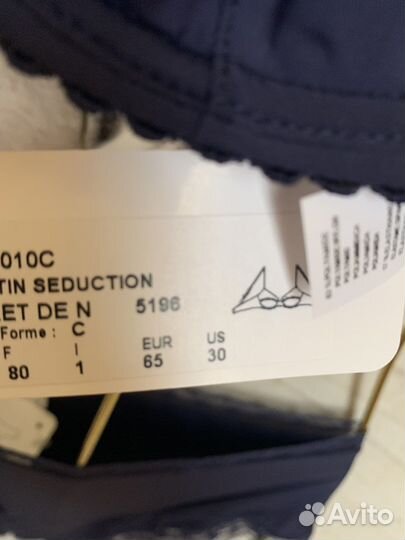 010C
TIN SEDUCTION
ET DE N 5196
Forme : C
F I EUR US
80 1 65 30
Avito